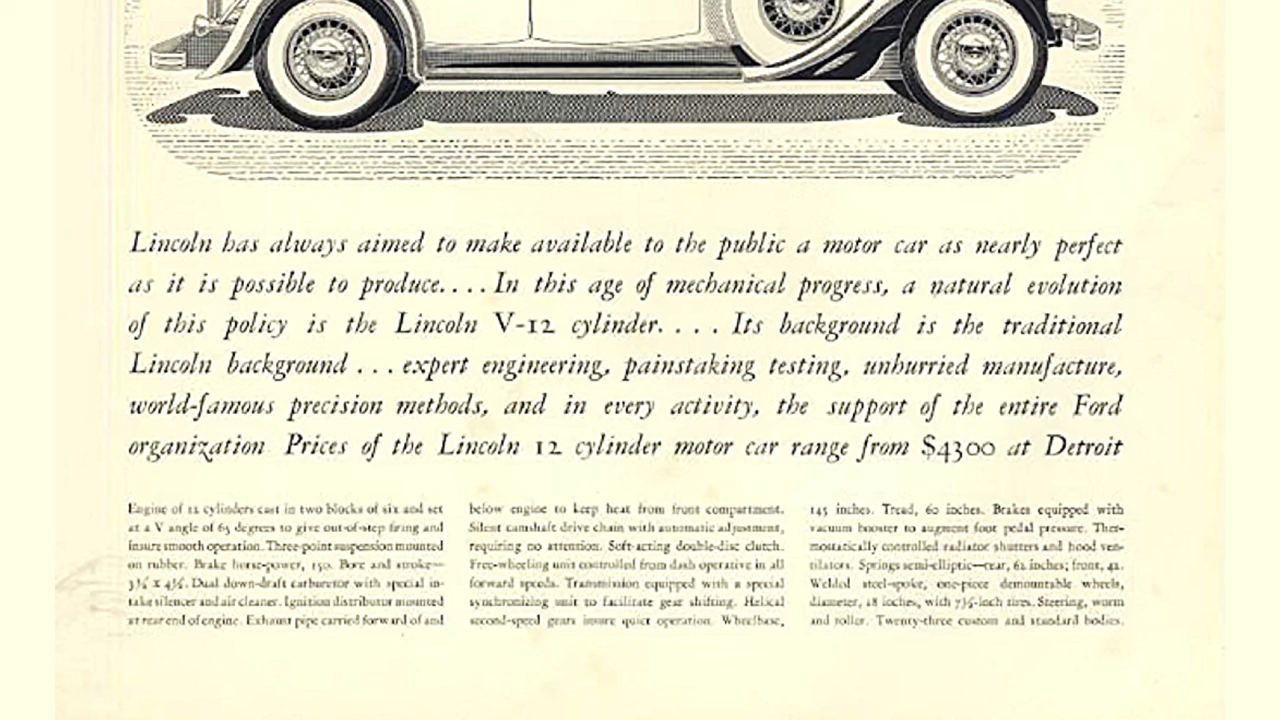 Lincoln has always aimed to make available to the public a motor car as nearly perfect
as it is possible to produce.... In this age of mechanical progress, a natural evolution
of this policy is the Lincoln V-12 cylinder. . . . Its background is the traditional
Lincoln background . . . expert engineering, painstaking testing, unhurried manufacture,
world-famous precision methods, and in every activity, the support of the entire Ford
organization Prices of the Lincoln 12 cylinder motor car range from $4300 at Detroit
Engine of 12 cylinders cast in two blocks of six and set
at a V angle of 65 degrees to give out-of-step firing and
insure smooth operation. Three-point suspension mounted
on rubber. Brake horse-power, 150. Bore and stroke—
3¼ x 4½. Dual down-draft carburetor with special in-
take silencer and air cleaner. Ignition distributor mounted
at rear end of engine. Exhaust pipe carried forward of and
below engine to keep heat from front compartment.
Silent camshaft drive chain with automatic adjustment,
requiring no attention. Soft-acting double-disc clutch.
Free-wheeling unit controlled from dash operative in all
forward speeds. Transmission equipped with a special
synchronizing unit to facilitate gear shifting. Helical
second-speed gears insure quiet operation. Wheelbase,
145 inches. Tread, 60 inches. Brakes equipped with
vacuum booster to augment foot pedal pressure. Ther-
mostatically controlled radiator shutters and hood ven-
tilators. Springs semi-elliptic—rear, 62 inches; front, 42.
Welded steel-spoke, one-piece demountable wheels,
diameter, 18 inches, with 7½-inch tires. Steering, worm
and roller. Twenty-three custom and standard bodies.